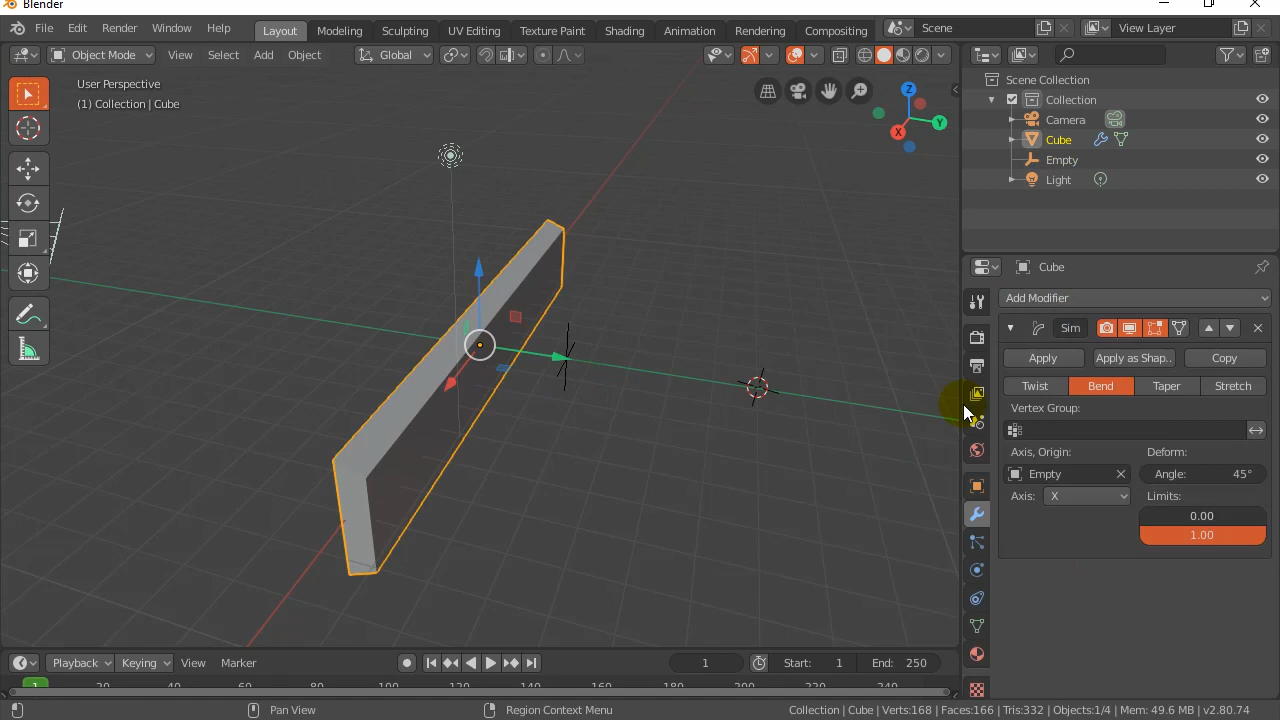 Blender
File Edit Render Window Help Layout Modeling Sculpting UV Editing Texture Paint Shading Animation Rendering Compositing Scene View Layer
Object Mode View Select Add Object Global
User Perspective
(1) Collection | Cube
Z
Y
X
Scene Collection
Collection
Camera
Cube
Empty
Light
Cube
Add Modifier
Sim
Apply Apply as Shap.. Copy
Twist Bend Taper Stretch
Vertex Group:
Axis, Origin: Deform:
Empty Angle: 45°
Axis: X Limits:
0.00
1.00
Playback Keying View Marker 1 Start: 1 End: 250
1 20 40 60 80 100 120 140 160 180 200 220 240
Pan View Region Context Menu Collection | Cube | Verts:168 | Faces:166 | Tris:332 | Objects:1/4 | Mem: 49.6 MB | v2.80.74